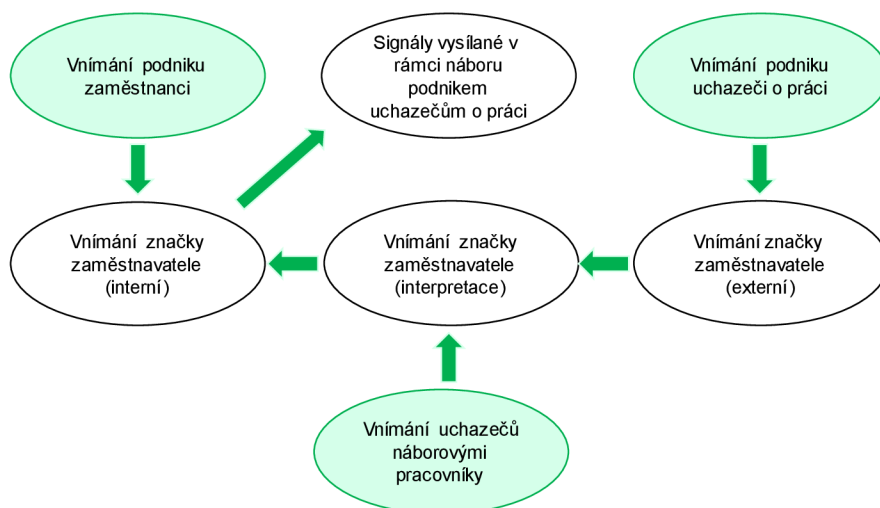 Vnímání podniku
zaměstnanci
Signály vysílané v
rámci náboru
podnikem
uchazečům o práci
Vnímání podniku
uchazeči o práci
Vnímání značky
zaměstnavatele
(interní)
Vnímání značky
zaměstnavatele
(interpretace)
Vnímání značky
zaměstnavatele
(externí)
Vnímání uchazečů
náborovými
pracovníky